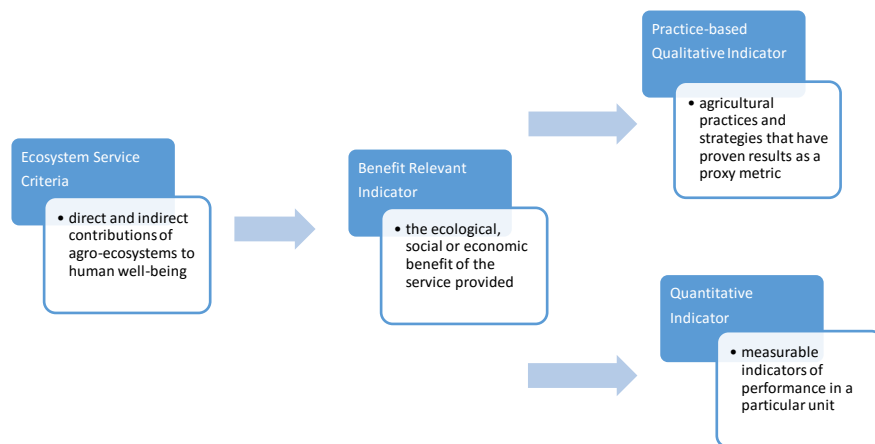 Ecosystem Service
Criteria
• direct and indirect
contributions of
agro-ecosystems to
human well-being
Benefit Relevant
Indicator
• the ecological,
social or economic
benefit of the
service provided
Practice-based
Qualitative Indicator
• agricultural
practices and
strategies that have
proven results as a
proxy metric
Quantitative
Indicator
• measurable
indicators of
performance in a
particular unit